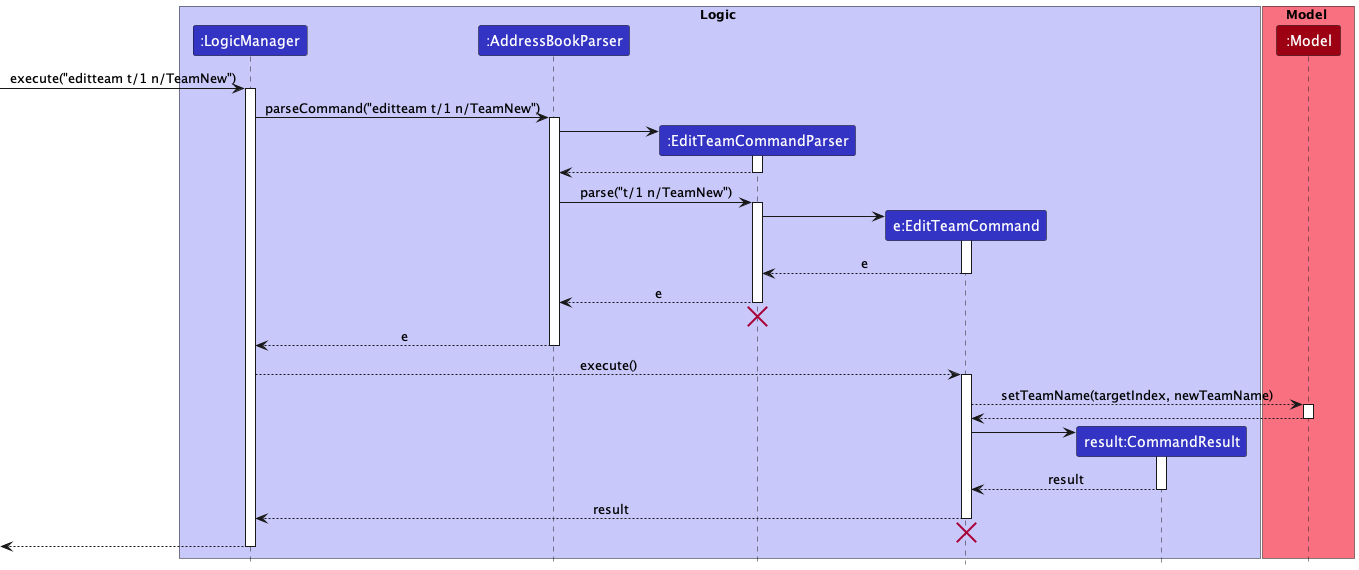 Logic
Model
:LogicManager
:AddressBookParser
:Model
execute("editteam t/1 n/TeamNew")
parseCommand("editteam t/1 n/TeamNew")
:EditTeamCommandParser
parse("t/1 n/TeamNew")
e:EditTeamCommand
e
e
e
execute()
setTeamName(targetIndex, newTeamName)
result:CommandResult
result
result